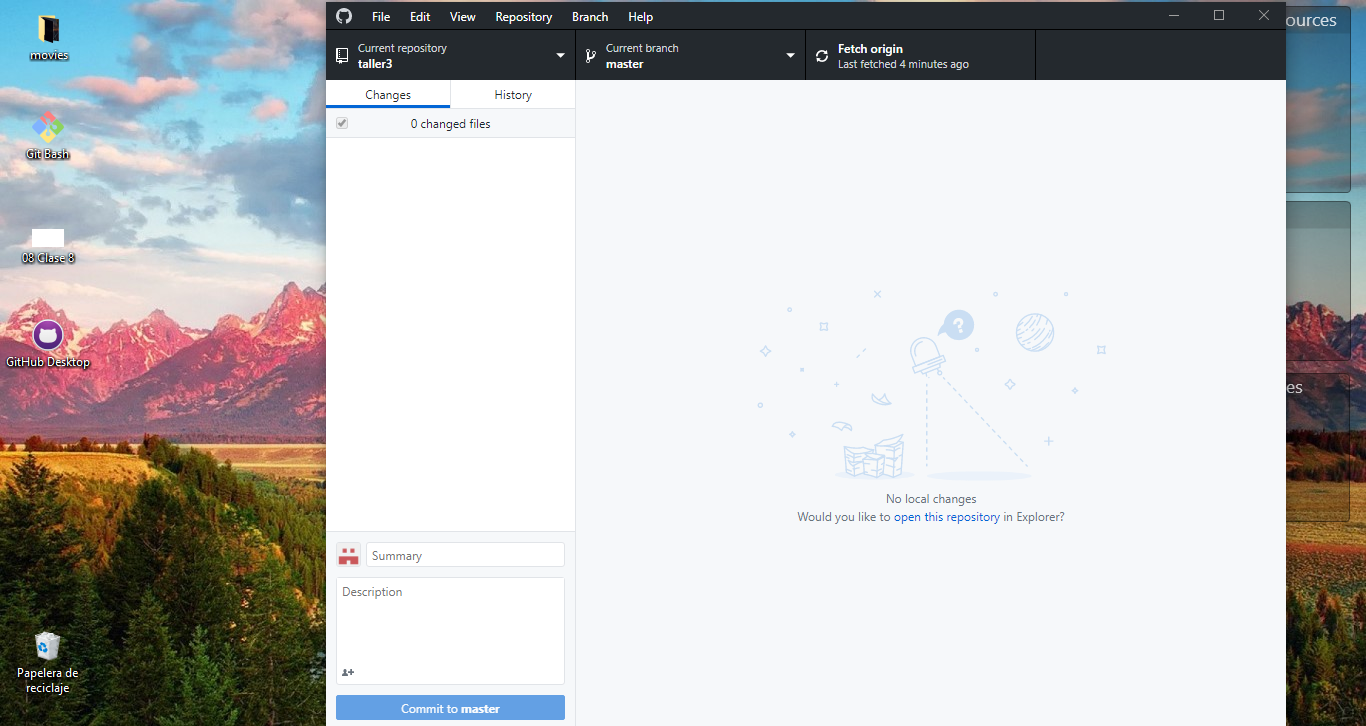 movies
Git Bash
08 Clase 8
GitHub Desktop
Papelera de
reciclaje
File Edit View Repository Branch Help
Current repository
taller3
Current branch
master
Fetch origin
Last fetched 4 minutes ago
Changes History
0 changed files
?
No local changes
Would you like to open this repository in Explorer?
Summary
Description
Commit to master